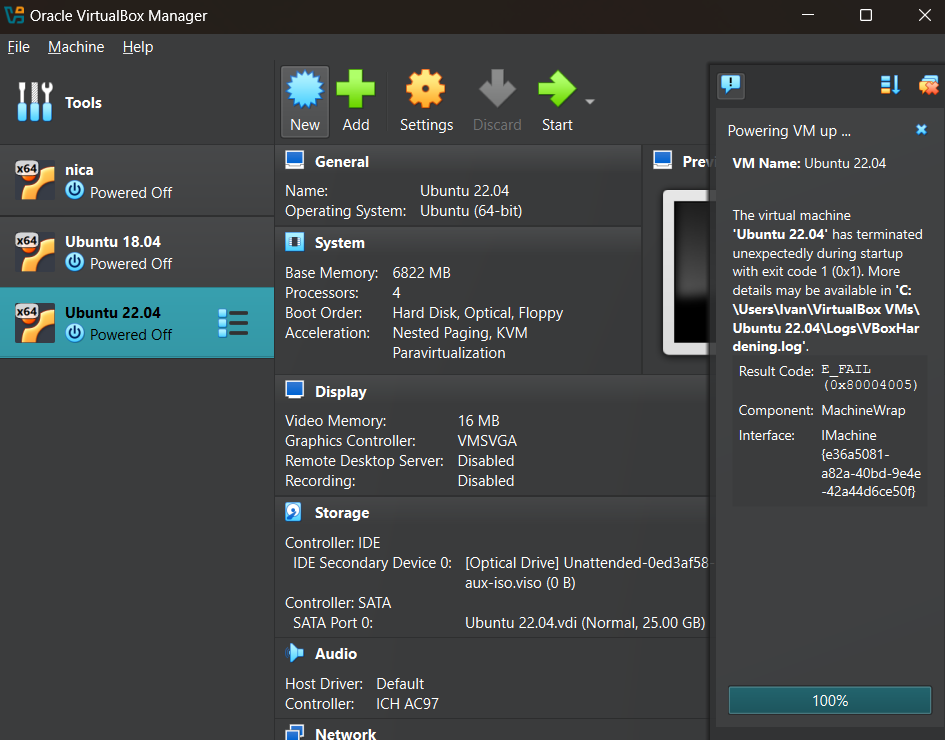 Oracle VirtualBox Manager
File Machine Help
Tools
New Add Settings Discard Start
x64 nica
Powered Off
x64 Ubuntu 18.04
Powered Off
x64 Ubuntu 22.04
Powered Off
General
Name: Ubuntu 22.04
Operating System: Ubuntu (64-bit)
System
Base Memory: 6822 MB
Processors: 4
Boot Order: Hard Disk, Optical, Floppy
Acceleration: Nested Paging, KVM
Paravirtualization
Display
Video Memory: 16 MB
Graphics Controller: VMSVGA
Remote Desktop Server: Disabled
Recording: Disabled
Storage
Controller: IDE
IDE Secondary Device 0: [Optical Drive] Unattended-0ed3af58-
aux-iso.viso (0 B)
Controller: SATA
SATA Port 0: Ubuntu 22.04.vdi (Normal, 25.00 GB)
Audio
Host Driver: Default
Controller: ICH AC97
Network
Previ
Powering VM up ...
VM Name: Ubuntu 22.04
The virtual machine
'Ubuntu 22.04' has terminated
unexpectedly during startup
with exit code 1 (0x1). More
details may be available in 'C:
\Users\Ivan\VirtualBox VMs\
Ubuntu 22.04\Logs\VBoxHar
dening.log'.
Result Code: E_FAIL
(0x80004005)
Component: MachineWrap
Interface: IMachine
{e36a5081-
a82a-40bd-9e4e
-42a44d6ce50f}
100%